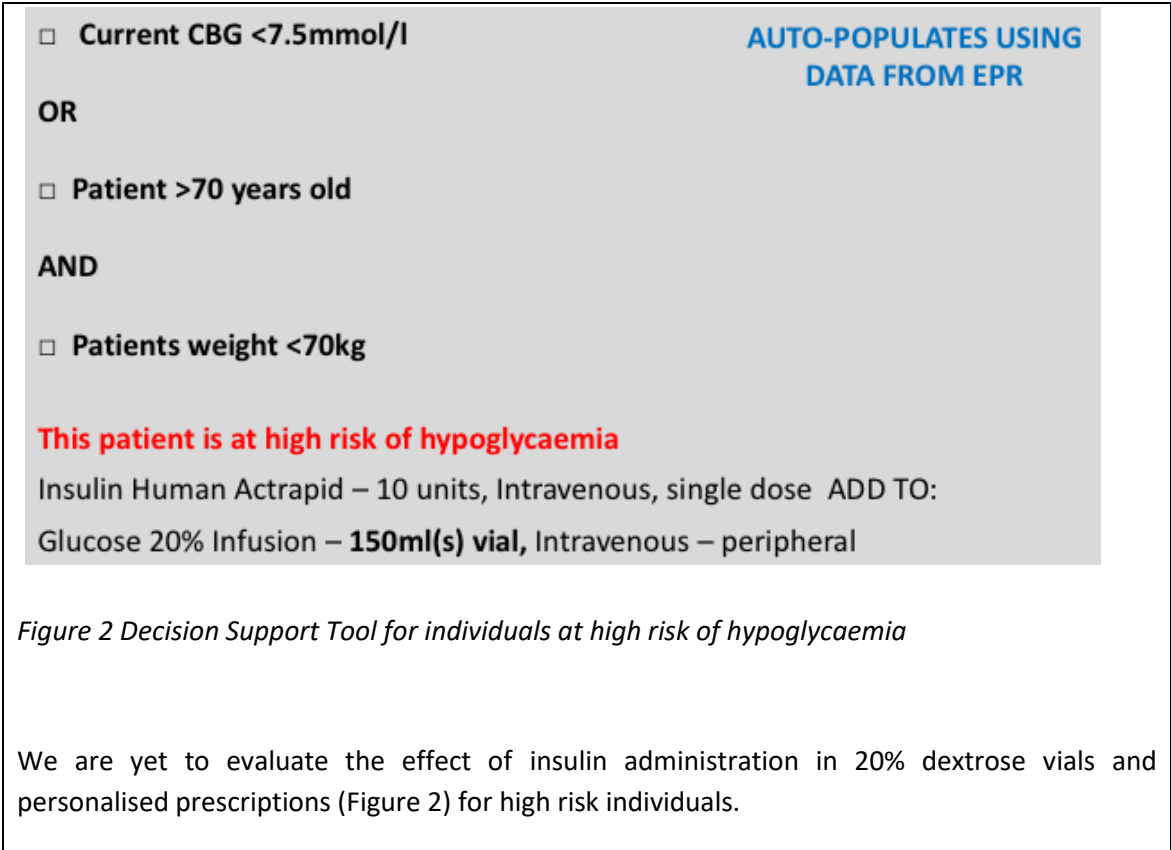 □ Current CBG <7.5mmol/l
AUTO-POPULATES USING
DATA FROM EPR
OR
□ Patient >70 years old
AND
□ Patients weight <70kg
This patient is at high risk of hypoglycaemia
Insulin Human Actrapid – 10 units, Intravenous, single dose ADD TO:
Glucose 20% Infusion – 150ml(s) vial, Intravenous – peripheral
Figure 2 Decision Support Tool for individuals at high risk of hypoglycaemia
We are yet to evaluate the effect of insulin administration in 20% dextrose vials and
personalised prescriptions (Figure 2) for high risk individuals.